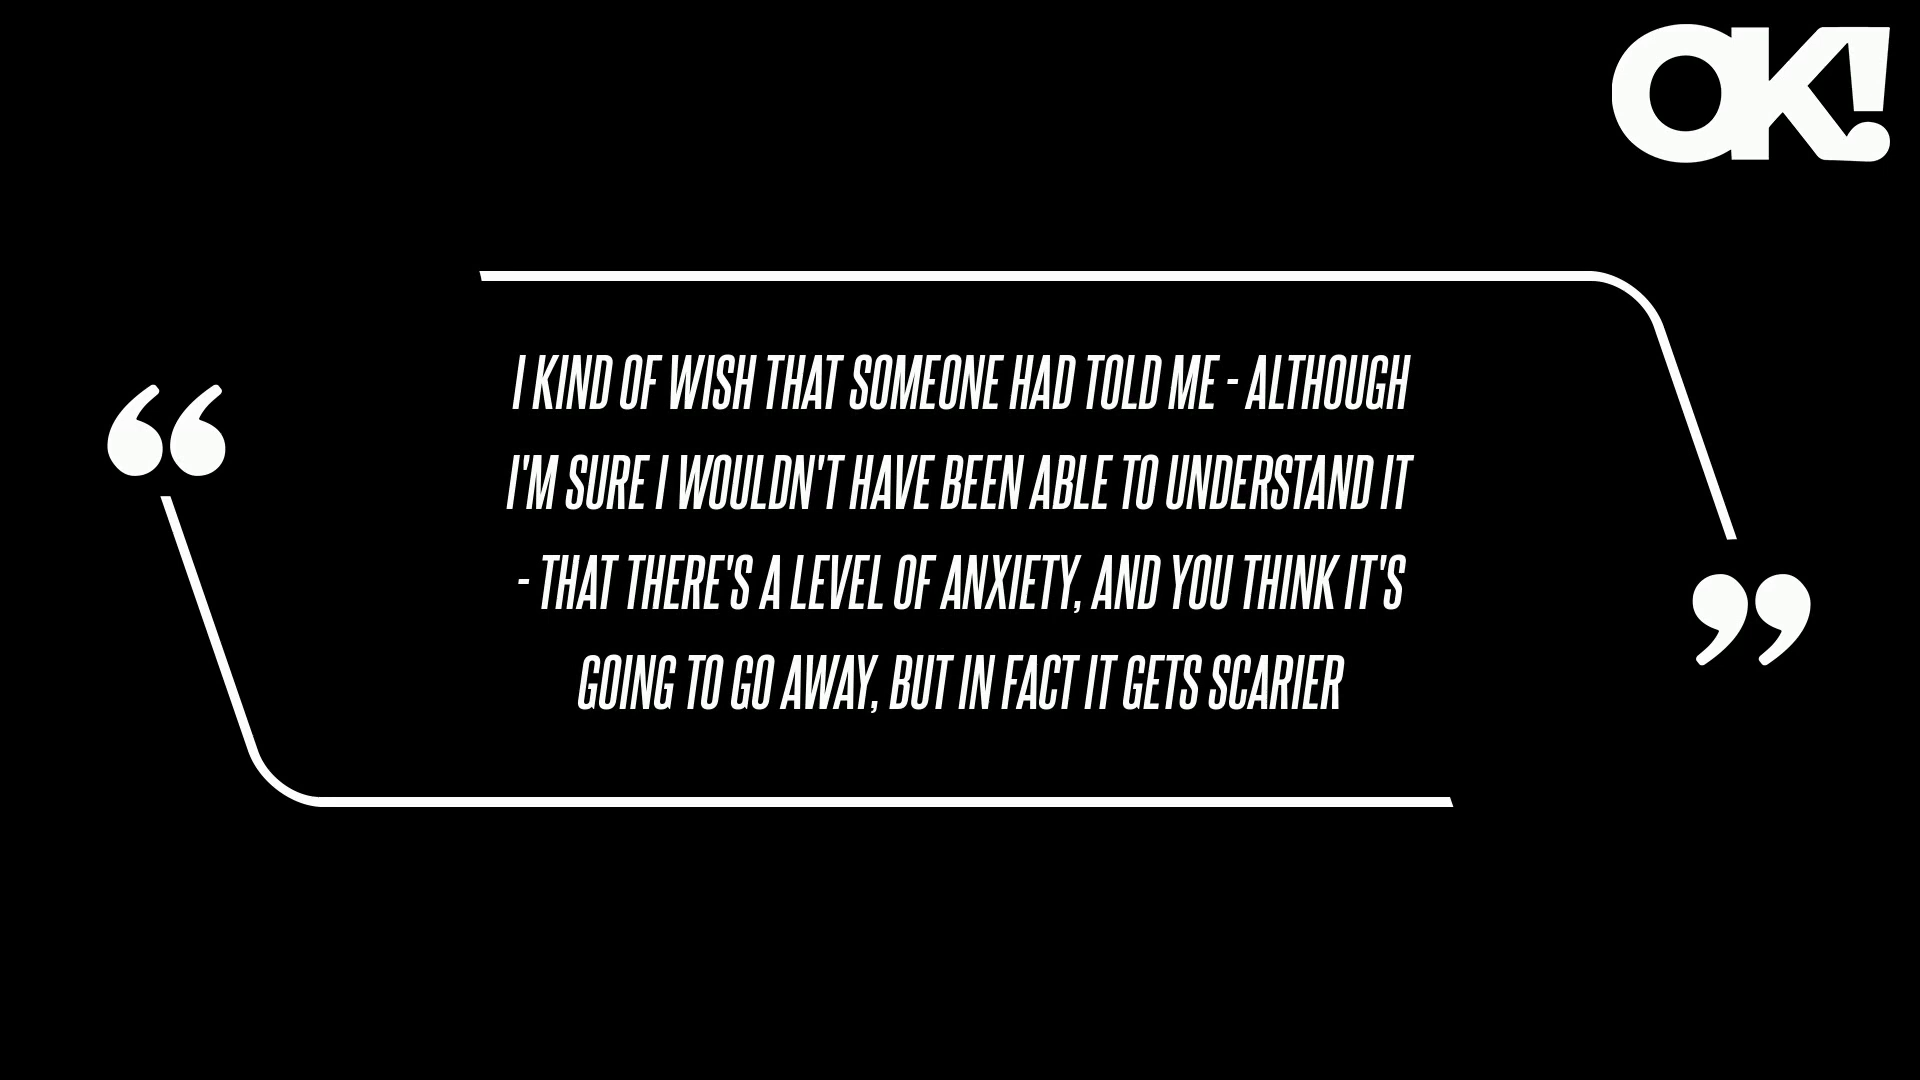 OK!
I KIND OF WISH THAT SOMEONE HAD TOLD ME - ALTHOUGH
I'M SURE I WOULDN'T HAVE BEEN ABLE TO UNDERSTAND IT
- THAT THERE'S A LEVEL OF ANXIETY, AND YOU THINK IT'S
GOING TO GO AWAY, BUT IN FACT IT GETS SCARIER